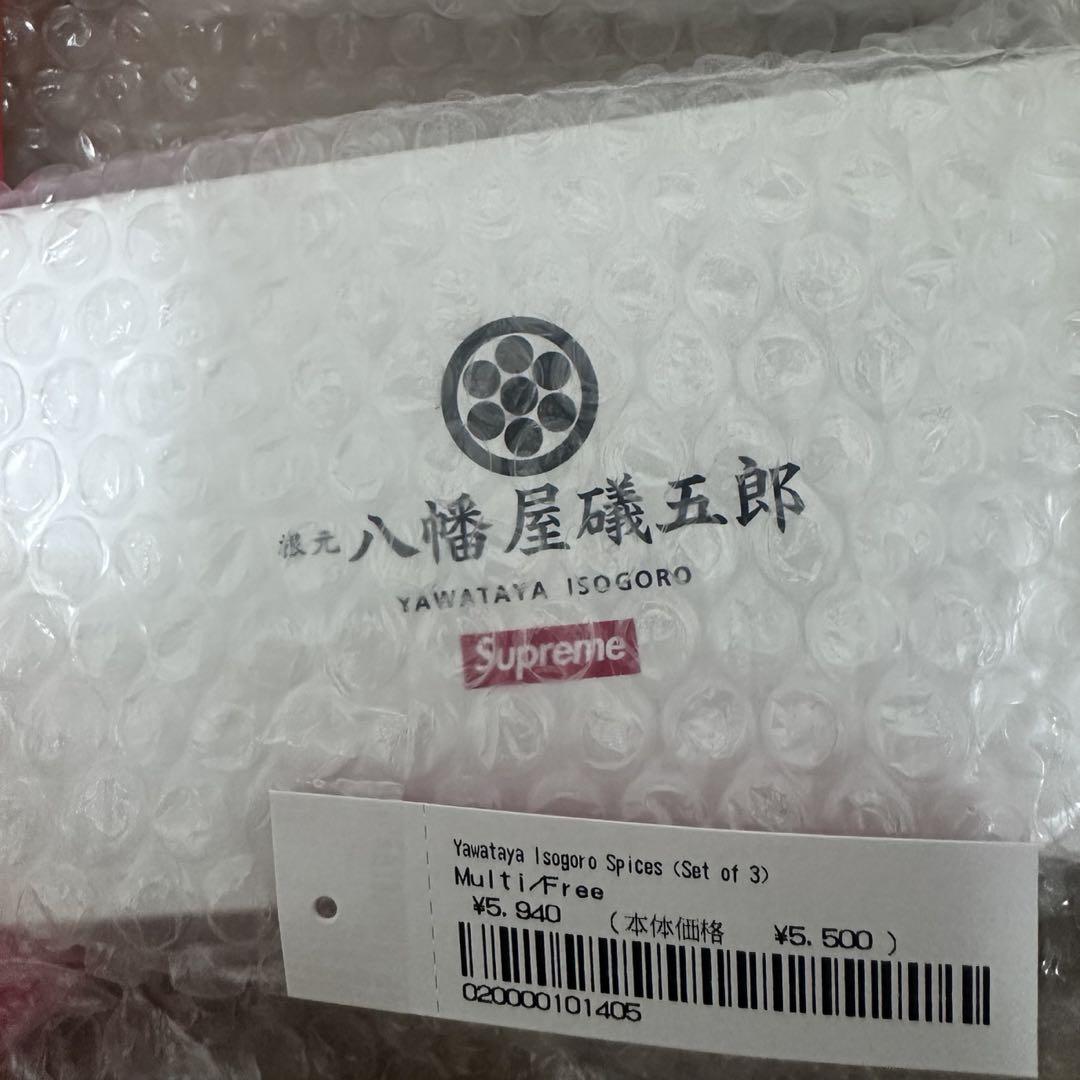 根元 八幡屋礒五郎
YAWATAYA ISOGORO
Supreme
Yawataya Isogoro Spices (Set of 3)
Multi/Free
¥5,940 (本体価格 ¥5,500)
020000101405